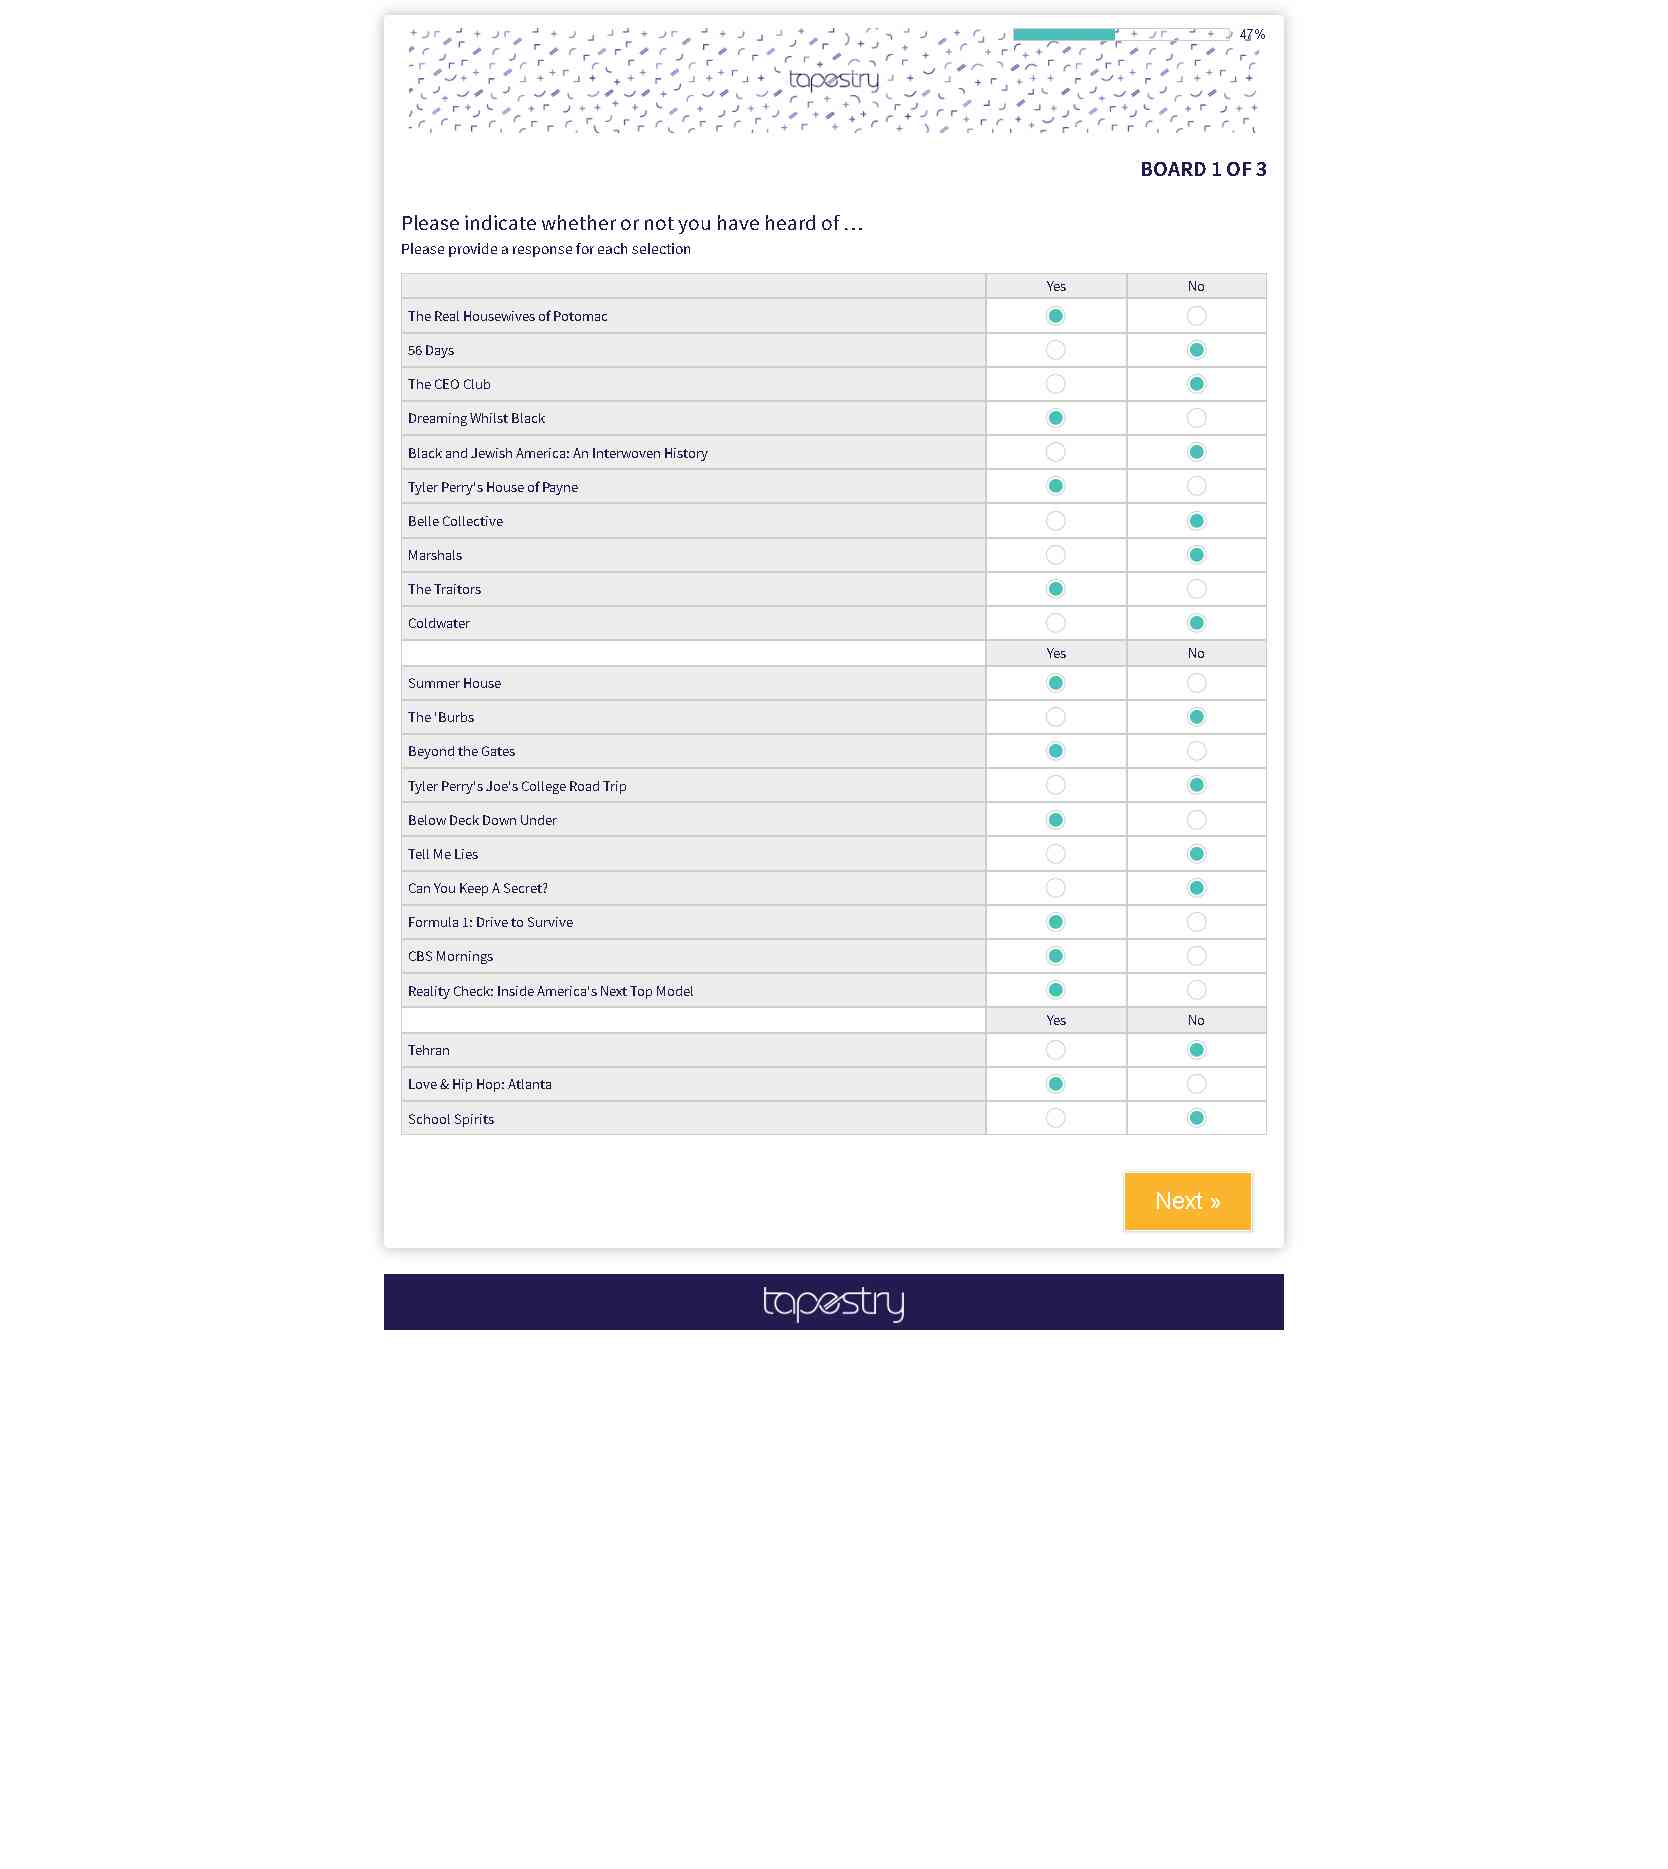 47%
tapestry
BOARD 1 OF 3
Please indicate whether or not you have heard of ...
Please provide a response for each selection
Yes No
The Real Housewives of Potomac
56 Days
The CEO Club
Dreaming Whilst Black
Black and Jewish America: An Interwoven History
Tyler Perry's House of Payne
Belle Collective
Marshals
The Traitors
Coldwater
Yes No
Summer House
The 'Burbs
Beyond the Gates
Tyler Perry's Joe's College Road Trip
Below Deck Down Under
Tell Me Lies
Can You Keep A Secret?
Formula 1: Drive to Survive
CBS Mornings
Reality Check: Inside America's Next Top Model
Yes No
Tehran
Love & Hip Hop: Atlanta
School Spirits
Next »
tapestry